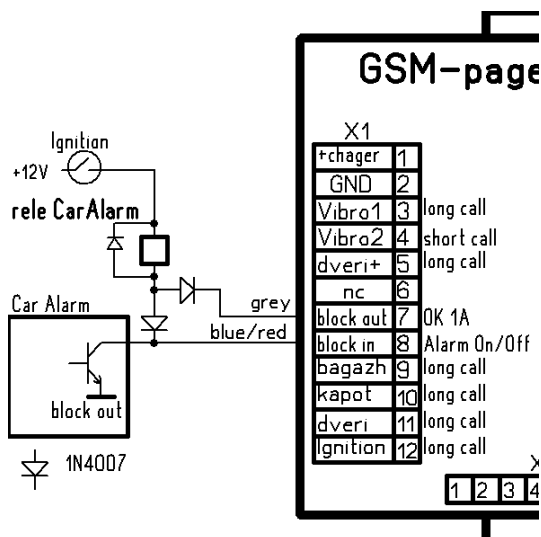 GSM-page
X1
+chager 1
GND 2
Vibro1 3 long call
Vibro2 4 short call
dveri+ 5 long call
nc 6
block out 7 OK 1A
block in 8 Alarm On/Off
bagazh 9 long call
kapot 10 long call
dveri 11 long call
Ignition 12 long call
X
1 2 3 4
Ignition
+12V
rele CarAlarm
grey
blue/red
Car Alarm
block out
1N4007